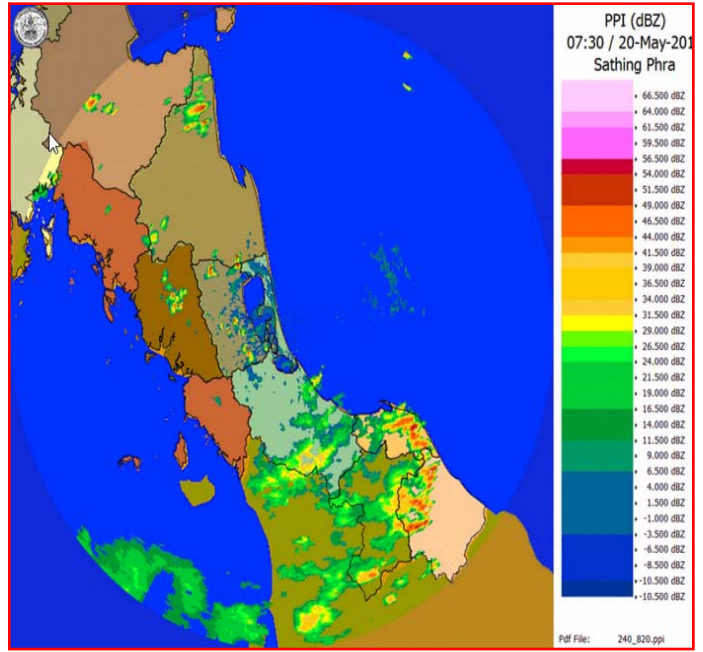 PPI (dBZ)
07:30 / 20-May-201
Sathing Phra
66.500 dBZ
64.000 dBZ
61.500 dBZ
59.500 dBZ
56.500 dBZ
54.000 dBZ
51.500 dBZ
49.000 dBZ
46.500 dBZ
44.000 dBZ
41.500 dBZ
39.000 dBZ
36.500 dBZ
34.000 dBZ
31.500 dBZ
29.000 dBZ
26.500 dBZ
24.000 dBZ
21.500 dBZ
19.000 dBZ
16.500 dBZ
14.000 dBZ
11.500 dBZ
9.000 dBZ
6.500 dBZ
4.000 dBZ
1.500 dBZ
-1.000 dBZ
-3.500 dBZ
-6.500 dBZ
-8.500 dBZ
-10.500 dBZ
-10.500 dBZ
Pdf File: 240_820.ppi